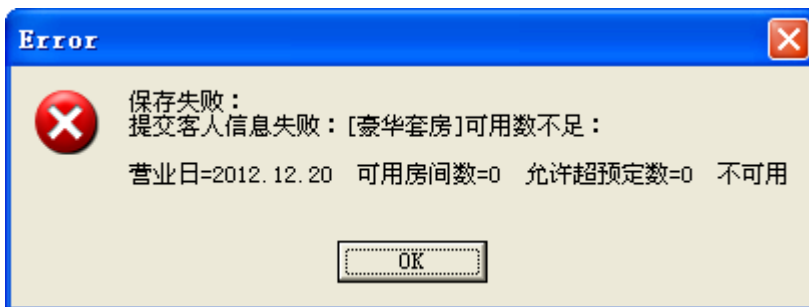 Error
保存失败：
提交客人信息失败：[豪华套房]可用数不足：
营业日=2012.12.20 可用房间数=0 允许超预定数=0 不可用
OK